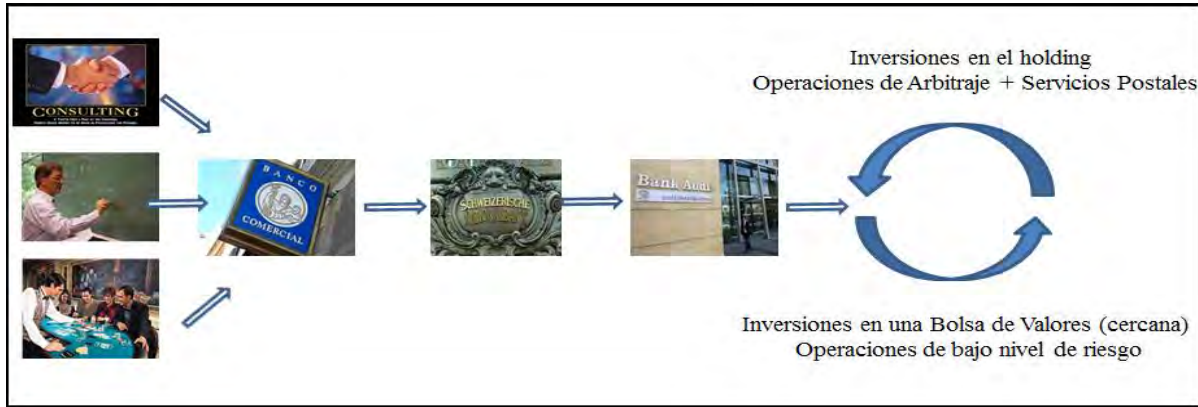 CONSULTING
BANCO
COMERCIAL
SCHWEIZERISCHE
Bank Audi
Inversiones en el holding
Operaciones de Arbitraje + Servicios Postales
Inversiones en una Bolsa de Valores (cercana)
Operaciones de bajo nivel de riesgo